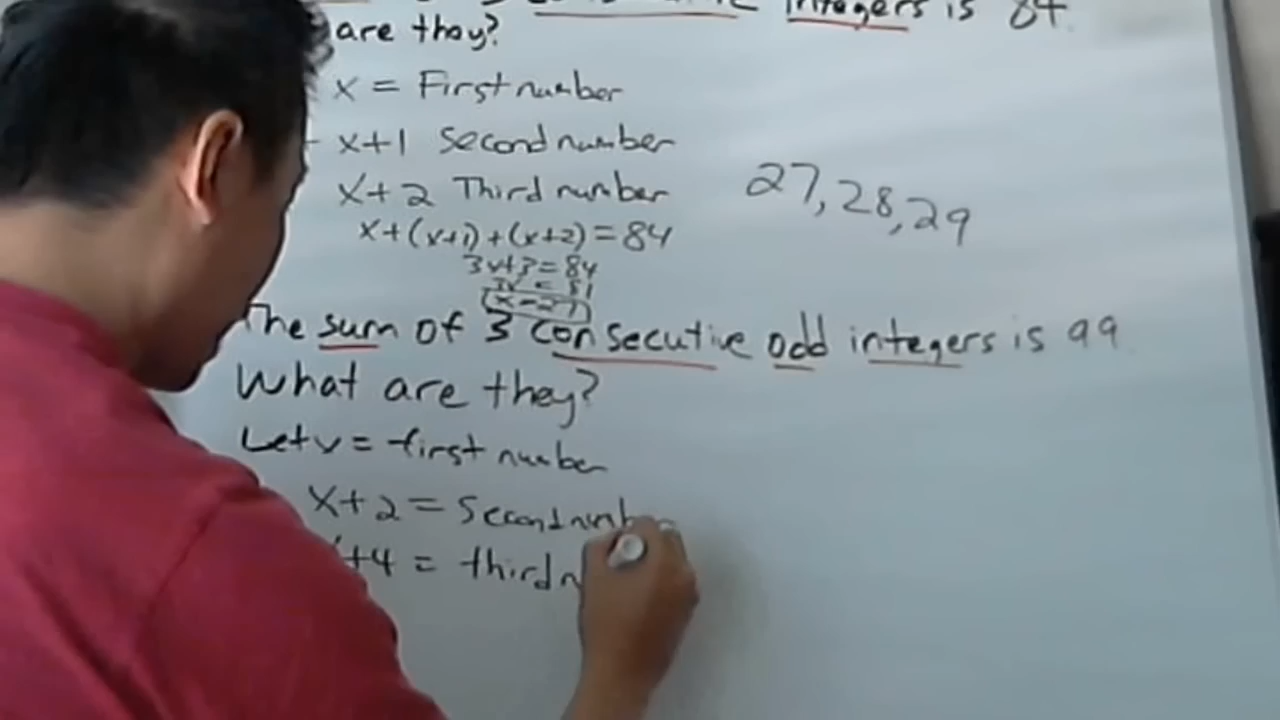 integers is 84
are they?
x = First number
x+1 Second number
x+2 Third number
27, 28, 29
x+(x+1)+(x+2)=84
3x+3=84
3x = 81
x=27
The sum of 3 consecutive odd integers is 99.
What are they?
Let x = first number
x+2 = Second number
+4 = third n